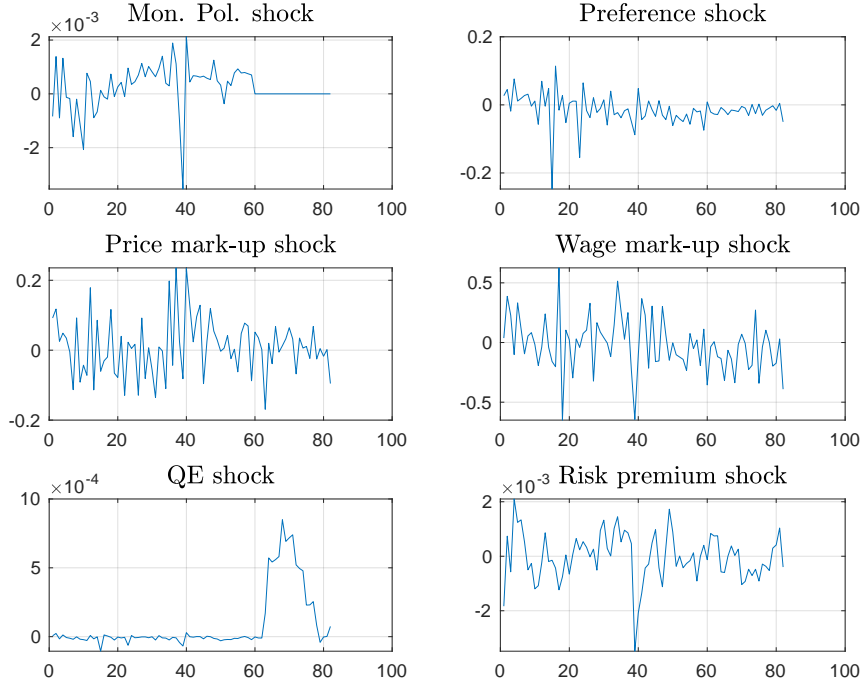 Mon. Pol. shock
×10⁻³
2
0
-2
0 20 40 60 80 100
Preference shock
0.2
0
-0.2
0 20 40 60 80 100
Price mark-up shock
0.2
0
-0.2
0 20 40 60 80 100
Wage mark-up shock
0.5
0
-0.5
0 20 40 60 80 100
QE shock
×10⁻⁴
10
5
0
0 20 40 60 80 100
Risk premium shock
×10⁻³
2
0
-2
0 20 40 60 80 100